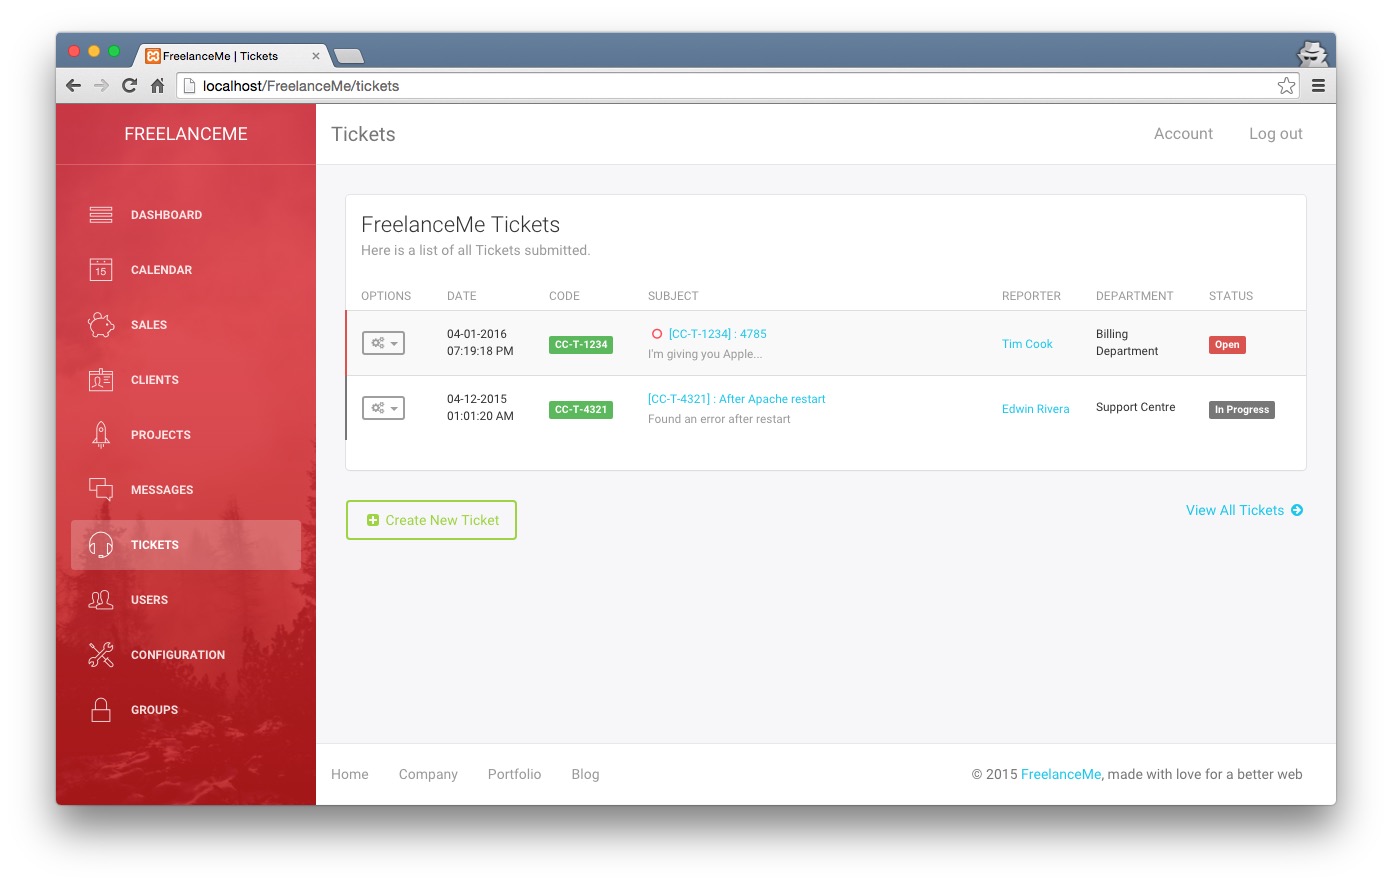 FreelanceMe | Tickets
localhost/FreelanceMe/tickets
FREELANCEME
Tickets
Account
Log out
DASHBOARD
15
CALENDAR
SALES
CLIENTS
PROJECTS
MESSAGES
TICKETS
USERS
CONFIGURATION
GROUPS
FreelanceMe Tickets
Here is a list of all Tickets submitted.
OPTIONS DATE CODE SUBJECT REPORTER DEPARTMENT STATUS
04-01-2016
07:19:18 PM
CC-T-1234
[CC-T-1234] : 4785
I'm giving you Apple...
Tim Cook
Billing
Department
Open
04-12-2015
01:01:20 AM
CC-T-4321
[CC-T-4321] : After Apache restart
Found an error after restart
Edwin Rivera
Support Centre
In Progress
Create New Ticket
View All Tickets
Home Company Portfolio Blog
© 2015 FreelanceMe, made with love for a better web